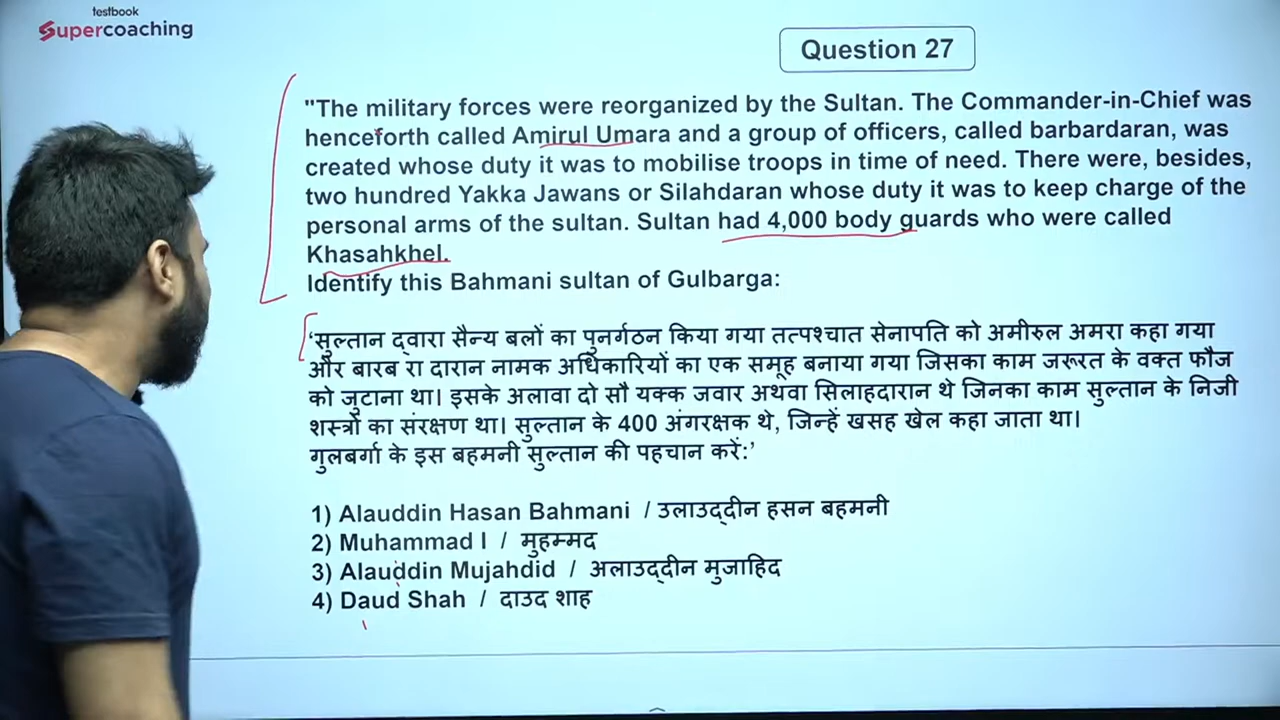 testbook
Supercoaching
Question 27
"The military forces were reorganized by the Sultan. The Commander-in-Chief was
henceforth called Amirul Umara and a group of officers, called barbardaran, was
created whose duty it was to mobilise troops in time of need. There were, besides,
two hundred Yakka Jawans or Silahdaran whose duty it was to keep charge of the
personal arms of the sultan. Sultan had 4,000 body guards who were called
Khasahkhel.
Identify this Bahmani sultan of Gulbarga:
'सुल्तान द्वारा सैन्य बलों का पुनर्गठन किया गया तत्पश्चात सेनापति को अमीरुल अमरा कहा गया
और बारब रा दारान नामक अधिकारियों का एक समूह बनाया गया जिसका काम जरूरत के वक्त फौज
को जुटाना था। इसके अलावा दो सौ यक्क जवार अथवा सिलाहदारान थे जिनका काम सुल्तान के निजी
शस्त्रों का संरक्षण था। सुल्तान के 400 अंगरक्षक थे, जिन्हें खसह खेल कहा जाता था।
गुलबर्गा के इस बहमनी सुल्तान की पहचान करें:'
1) Alauddin Hasan Bahmani / उलाउद्दीन हसन बहमनी
2) Muhammad I / मुहम्मद
3) Alauddin Mujahdid / अलाउद्दीन मुजाहिद
4) Daud Shah / दाउद शाह